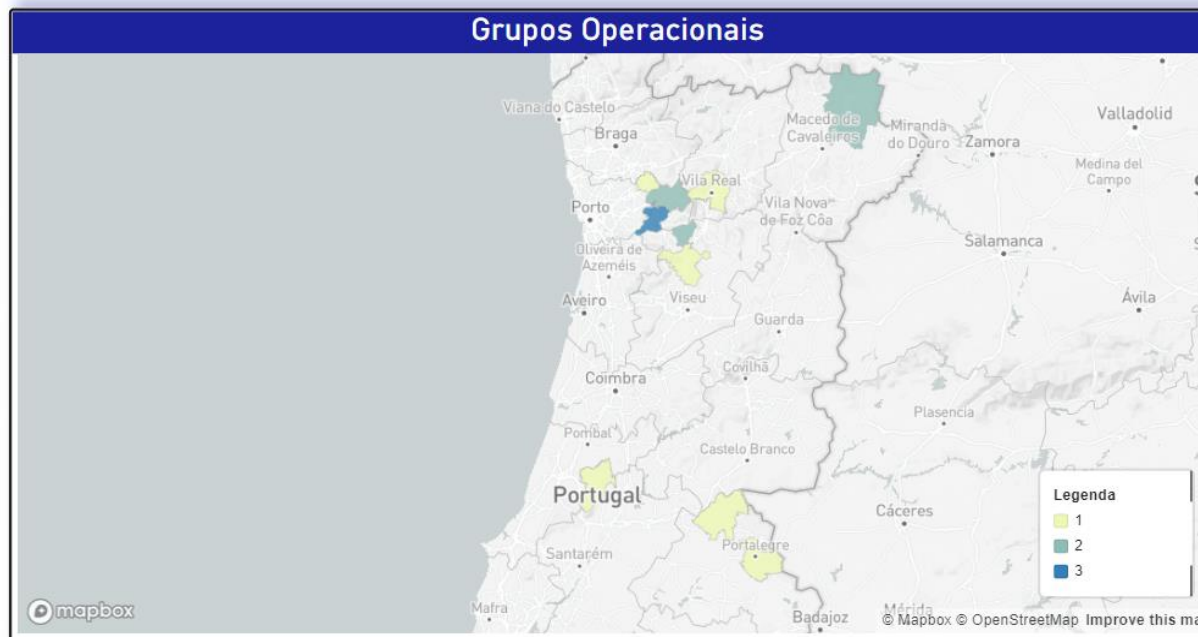 Grupos Operacionais
Viana do Castelo
Braga
Macedo de
Cavaleiros
Miranda
do Douro
Zamora
Valladolid
Medina del
Campo
Vila Real
Porto
Vila Nova
de Foz Côa
Oliveira de
Azeméis
Salamanca
Aveiro
Viseu
Guarda
Ávila
Coimbra
Covilhã
Plasencia
Pombal
Castelo Branco
Portugal
Cáceres
Santarém
Portalegre
Mafra
Badajoz
Mérida
Legenda
1
2
3
mapbox
© Mapbox © OpenStreetMap Improve this ma